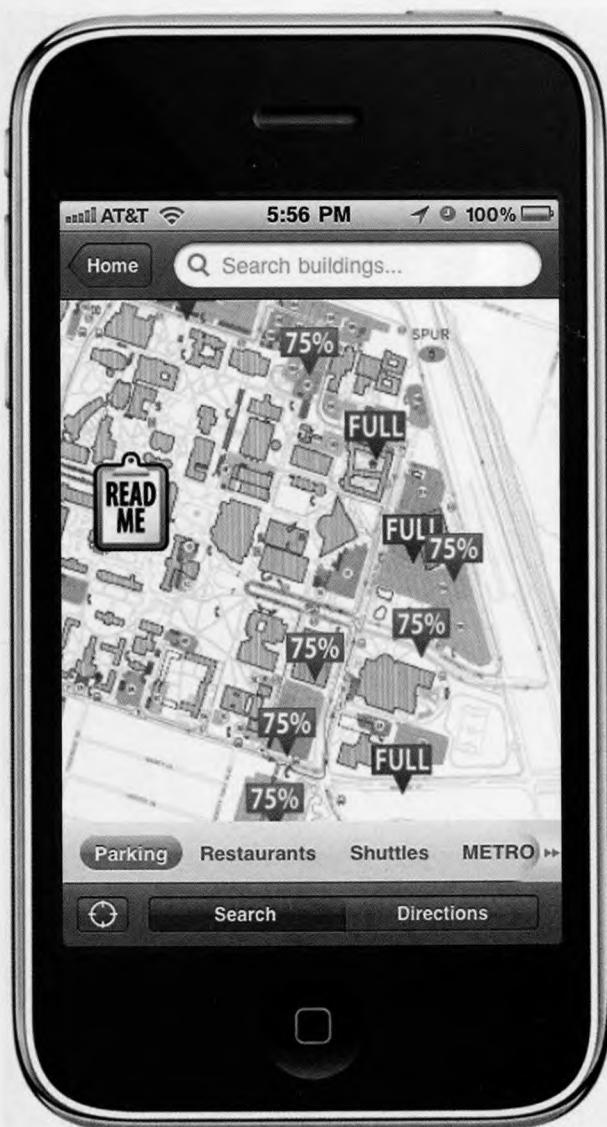 AT&T 5:56 PM 100%
Home Search buildings...
75%
SPUR
5
FULL
READ
ME
FULL
75%
75%
75%
75%
FULL
75%
Parking Restaurants Shuttles METRO
Search Directions